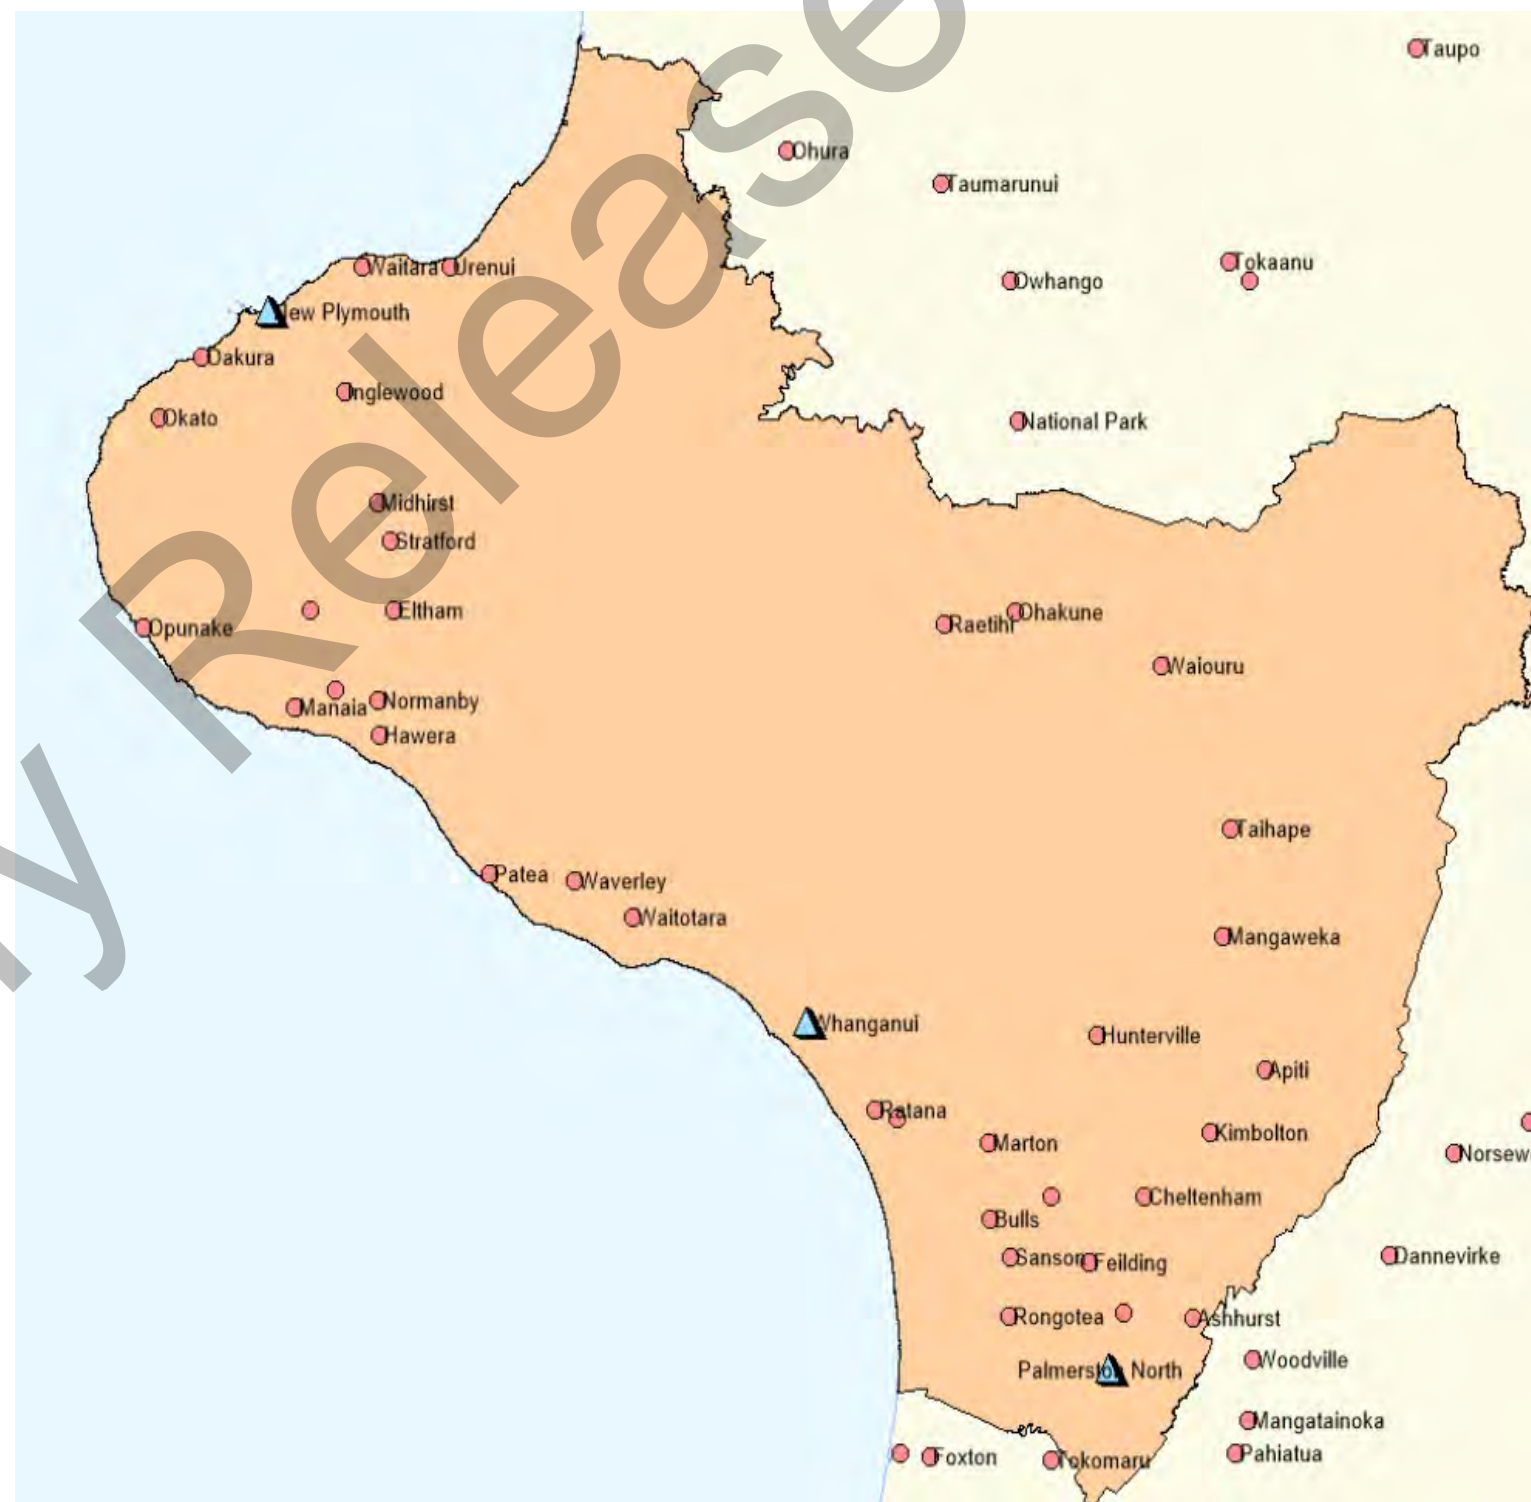 Taupo
Ohura
Taumarunui
Tokaanu
Owhango
Waitara
Urenui
New Plymouth
Oakura
Inglewood
Okato
National Park
Midhirst
Stratford
Eltham
Opunake
Raetihi
Ohakune
Waiouru
Manaia
Normanby
Hawera
Taihape
Patea
Waverley
Waitotara
Mangaweka
Whanganui
Hunterville
Apiti
Ratana
Kimbolton
Marton
Norsew
Cheltenham
Bulls
Sanson
Feilding
Dannevirke
Rongotea
Ashhurst
Woodville
Palmerston North
Mangatainoka
Foxton
Tokomaru
Pahiatua
y Release